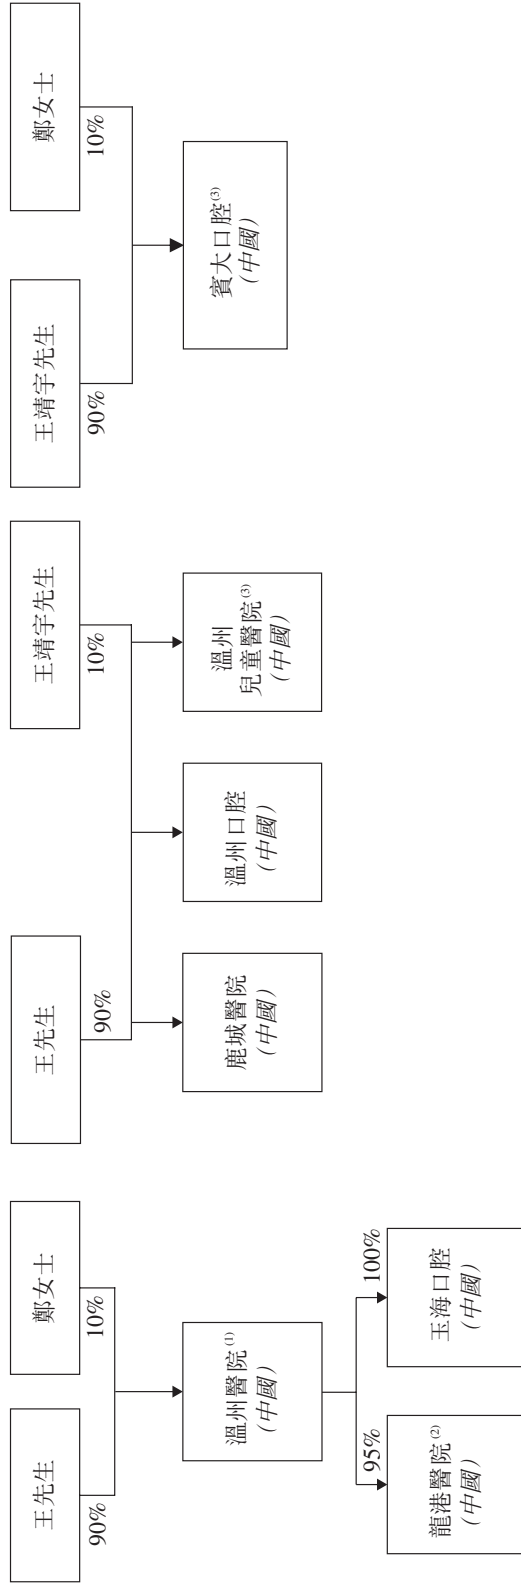 王先生
鄭女士
90%
10%
溫州醫院(1)
(中國)
95%
100%
龍港醫院(2)
(中國)
玉海口腔
(中國)
王先生
王靖宇先生
90%
10%
鹿城醫院
(中國)
溫州口腔
(中國)
溫州
兒童醫院(3)
(中國)
王靖宇先生
鄭女士
90%
10%
賓大口腔(3)
(中國)